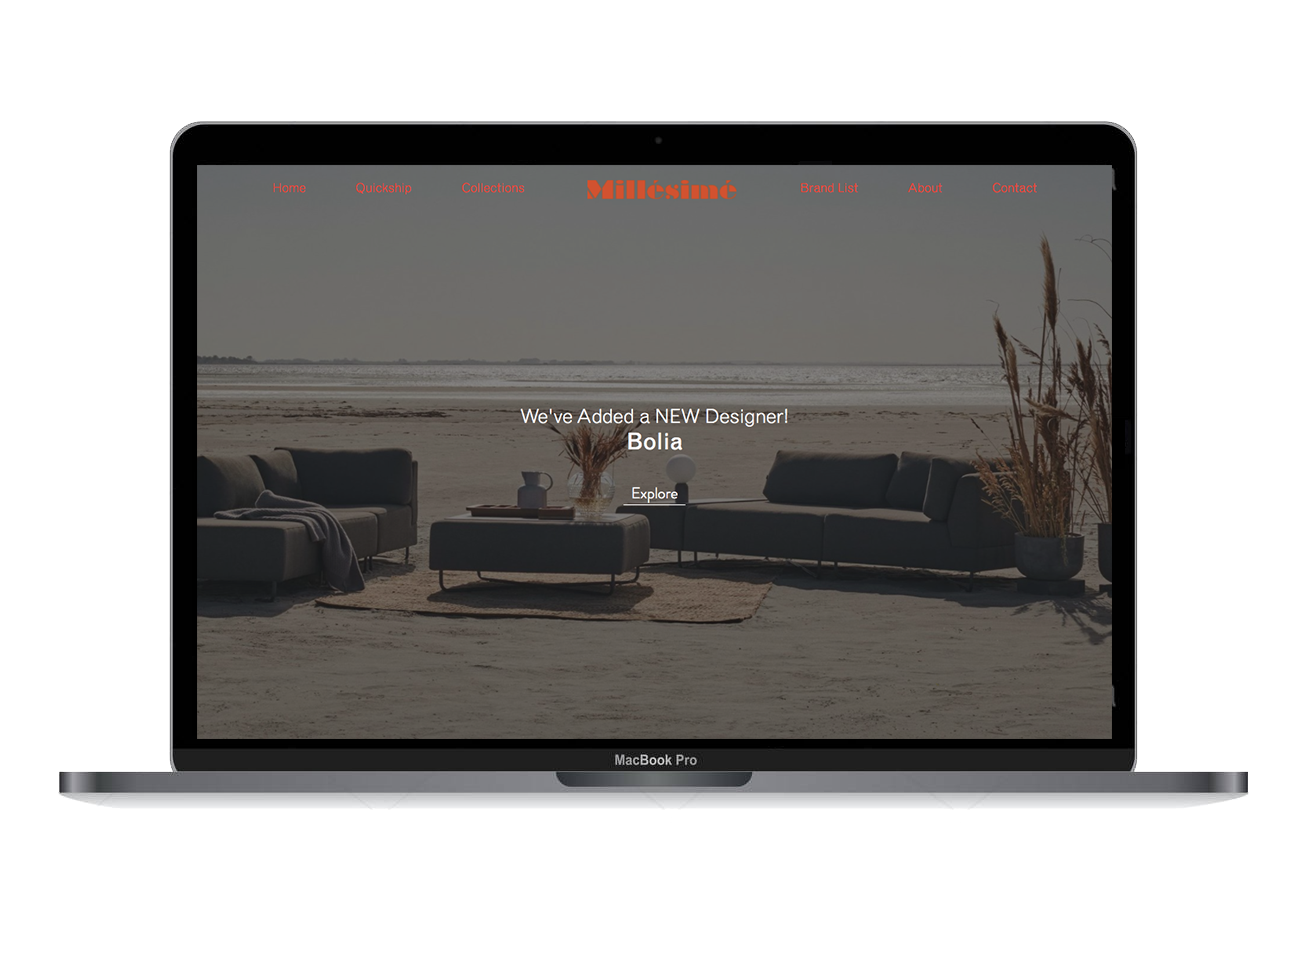 Home Quickship Collections Millésimé Brand List About Contact
We've Added a NEW Designer!
Bolia
Explore
MacBook Pro